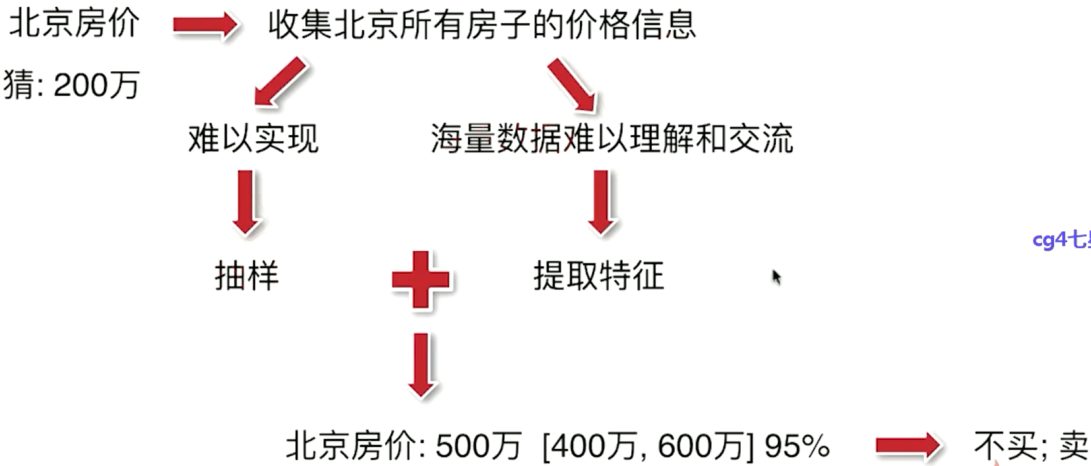 北京房价
收集北京所有房子的价格信息
猜: 200万
难以实现
海量数据难以理解和交流
cg4七
抽样
提取特征
北京房价: 500万 [400万, 600万] 95%
不买; 卖